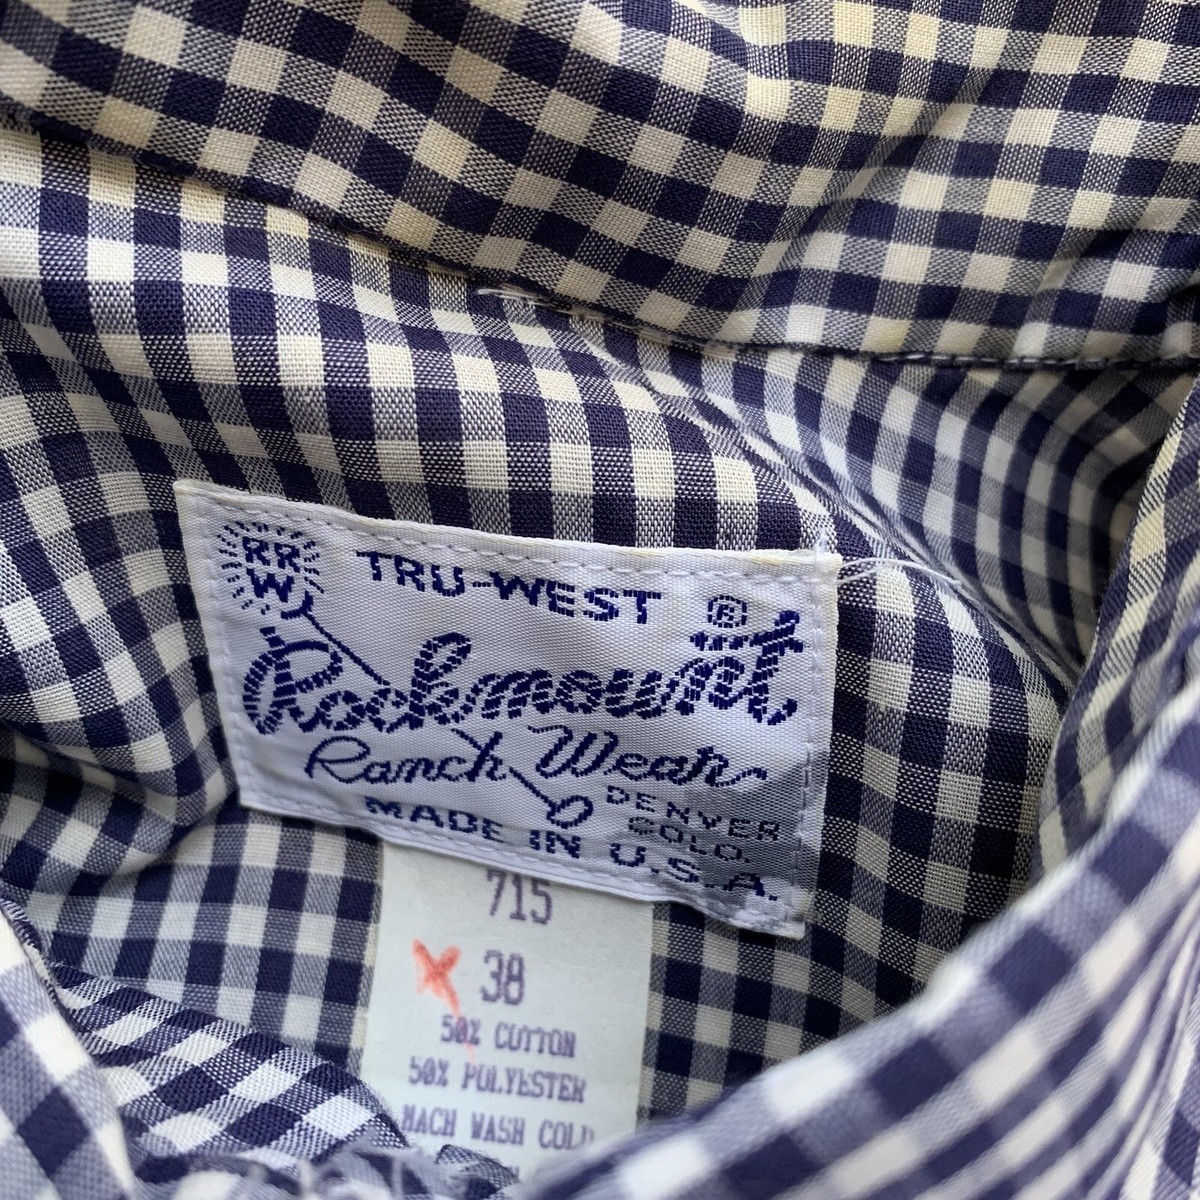 RR
W
TRU-WEST
®
Rockmount
Ranch Wear
DENVER
COLO.
MADE IN U.S.A.
715
38
50% COTTON
50% POLYESTER
MACH WASH COLD